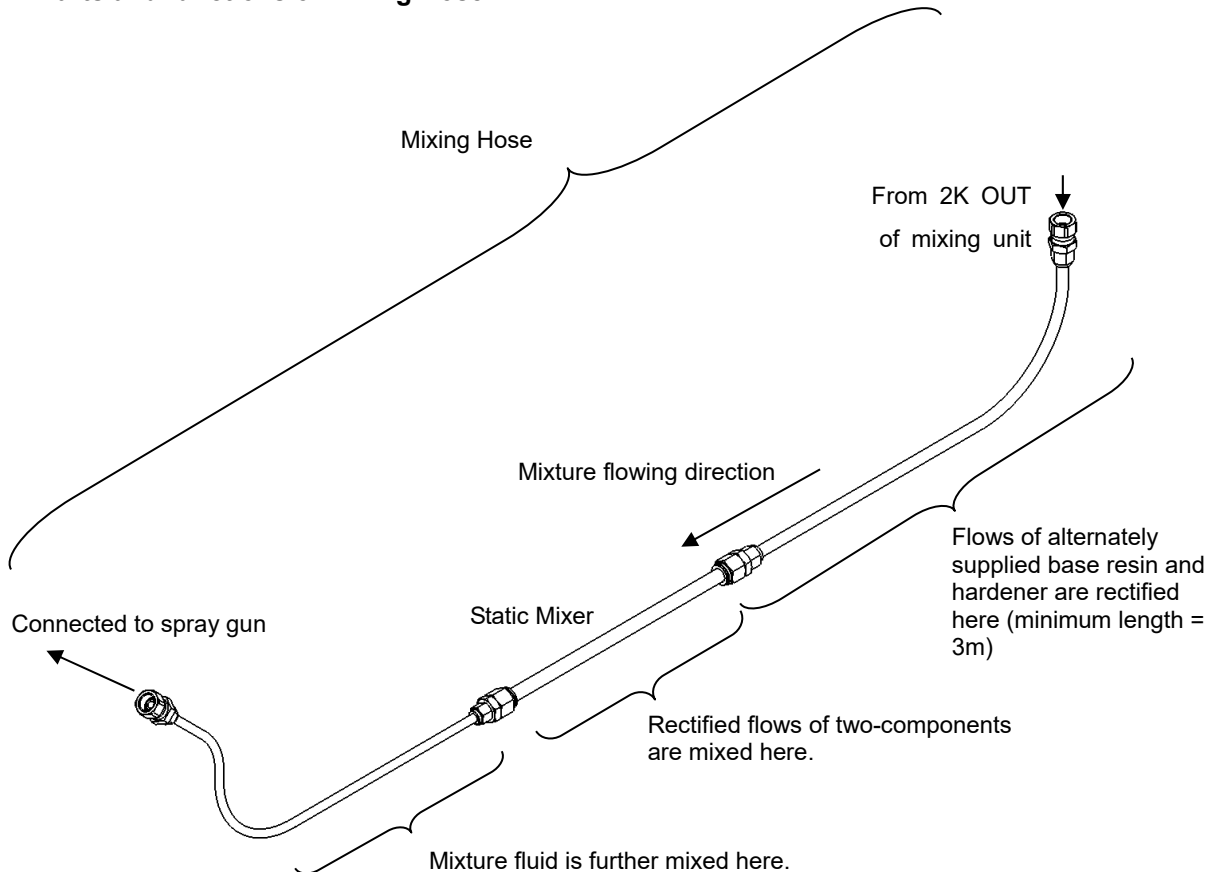 Mixing Hose
From 2K OUT
of mixing unit
Mixture flowing direction
Flows of alternately
supplied base resin and
hardener are rectified
here (minimum length =
3m)
Static Mixer
Connected to spray gun
Rectified flows of two-components
are mixed here.
Mixture fluid is further mixed here.